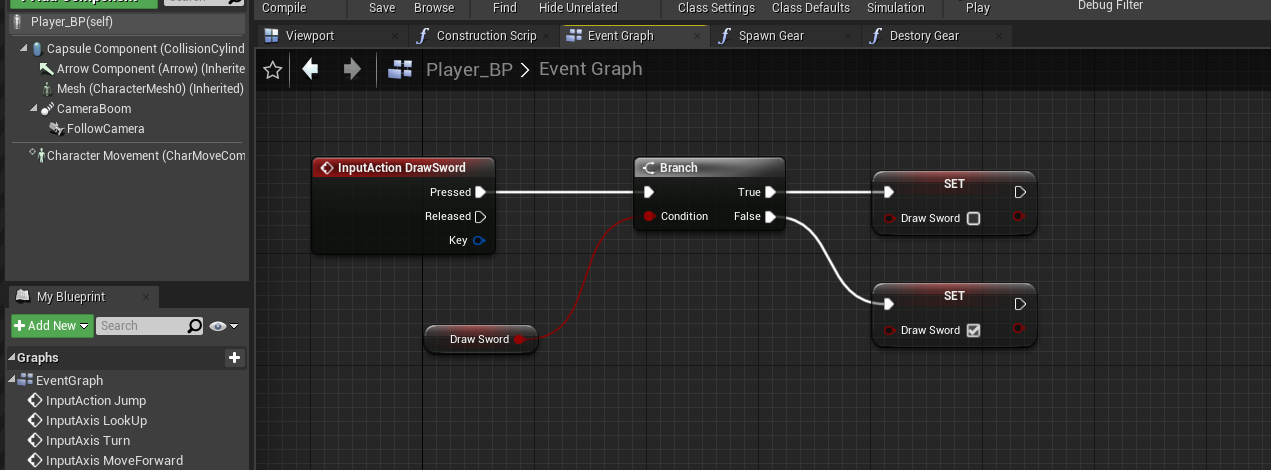 Player_BP(self)
Capsule Component (CollisionCylind
Arrow Component (Arrow) (Inherite
Mesh (CharacterMesh0) (Inherited)
CameraBoom
FollowCamera
Character Movement (CharMoveCom
My Blueprint
Add New
Search
Graphs
EventGraph
InputAction Jump
InputAxis LookUp
InputAxis Turn
InputAxis MoveForward
Compile Save Browse Find Hide Unrelated Class Settings Class Defaults Simulation Play Debug Filter
Viewport Construction Scrip Event Graph Spawn Gear Destory Gear
Player_BP > Event Graph
InputAction DrawSword
Pressed
Released
Key
Branch
True
Condition False
SET
Draw Sword
SET
Draw Sword
Draw Sword